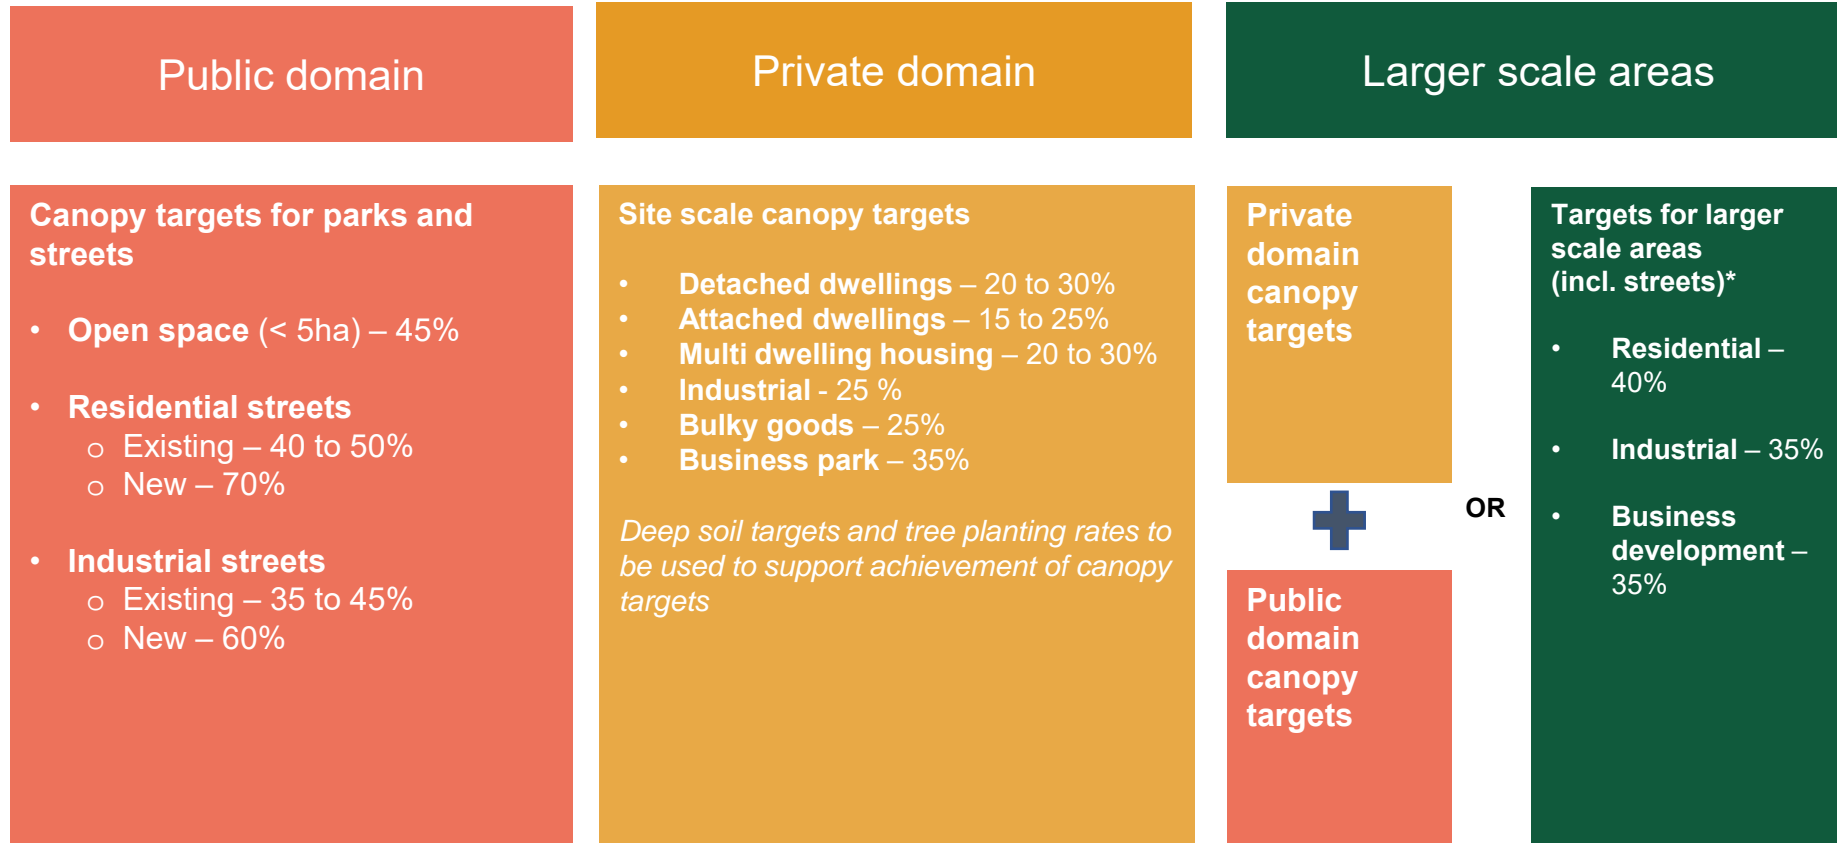 Public domain
Private domain
Larger scale areas
Canopy targets for parks and
streets
• Open space (< 5ha) – 45%
• Residential streets
o Existing – 40 to 50%
o New – 70%
• Industrial streets
o Existing – 35 to 45%
o New – 60%
Site scale canopy targets
• Detached dwellings – 20 to 30%
• Attached dwellings – 15 to 25%
• Multi dwelling housing – 20 to 30%
• Industrial - 25 %
• Bulky goods – 25%
• Business park – 35%
Deep soil targets and tree planting rates to
be used to support achievement of canopy
targets
Private
domain
canopy
targets
Public
domain
canopy
targets
OR
Targets for larger
scale areas
(incl. streets)*
• Residential –
40%
• Industrial – 35%
• Business
development –
35%